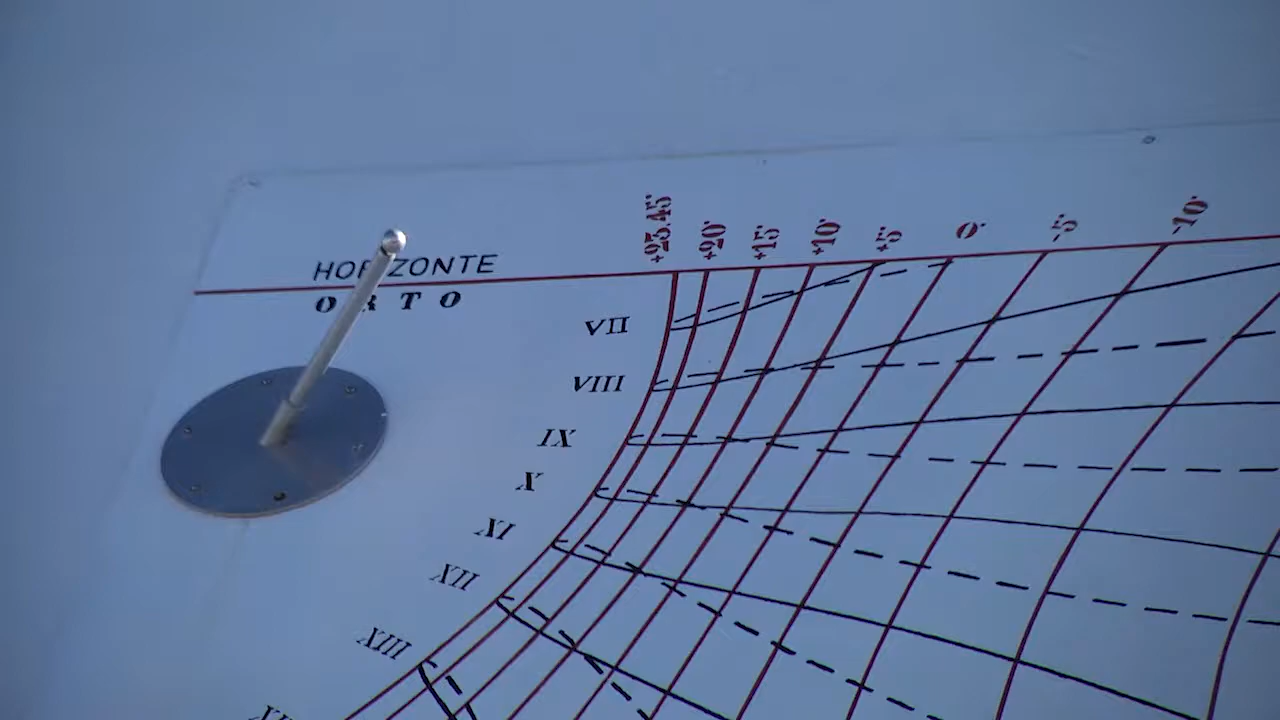 +25.45' +20' +15' +10' +5' 0' -5' -10'
HORIZONTE
ORTO
VII
VIII
IX
X
XI
XII
XIII